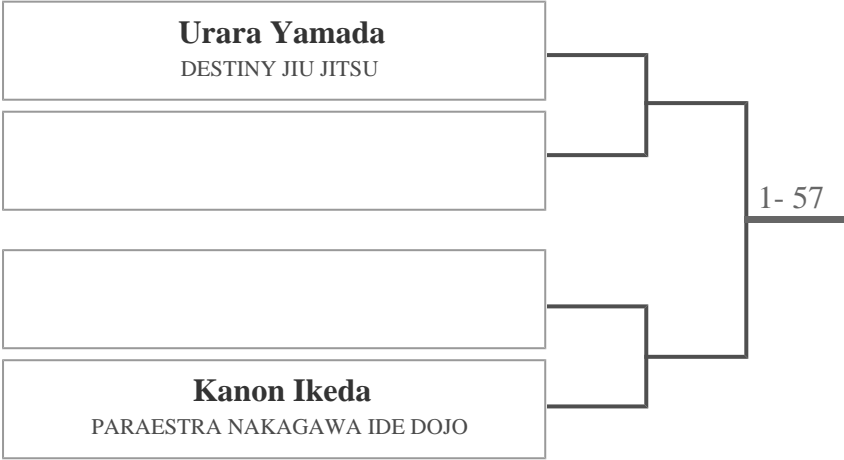 Urara Yamada
DESTINY JIU JITSU
1- 57
Kanon Ikeda
PARAESTRA NAKAGAWA IDE DOJO